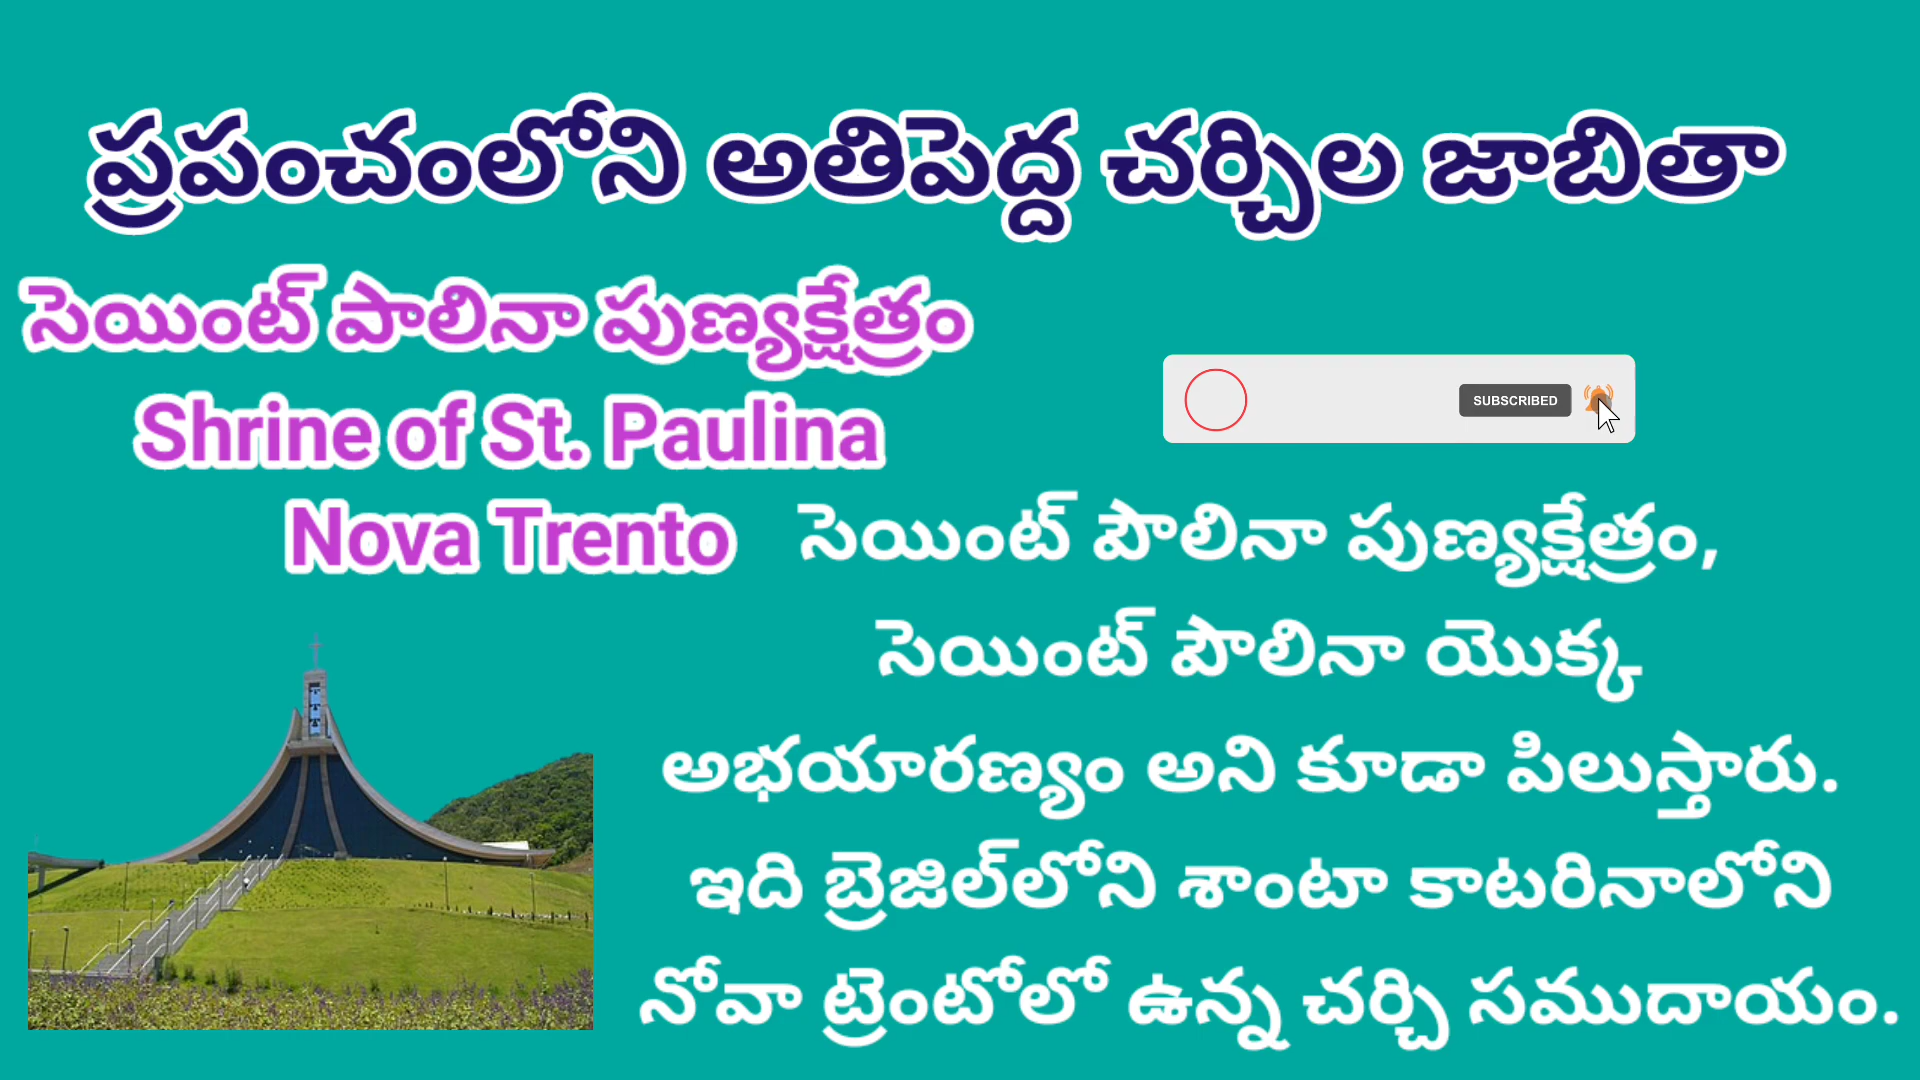 ప్రపంచంలోని అతిపెద్ద చర్చిల జాబితా
సెయింట్ పాలినా పుణ్యక్షేత్రం
Shrine of St. Paulina
Nova Trento
SUBSCRIBED
సెయింట్ పౌలినా పుణ్యక్షేత్రం,
సెయింట్ పౌలినా యొక్క
అభయారణ్యం అని కూడా పిలుస్తారు.
ఇది బ్రెజిల్‌లోని శాంటా కాటరినాలోని
నోవా ట్రెంటోలో ఉన్న చర్చి సముదాయం.